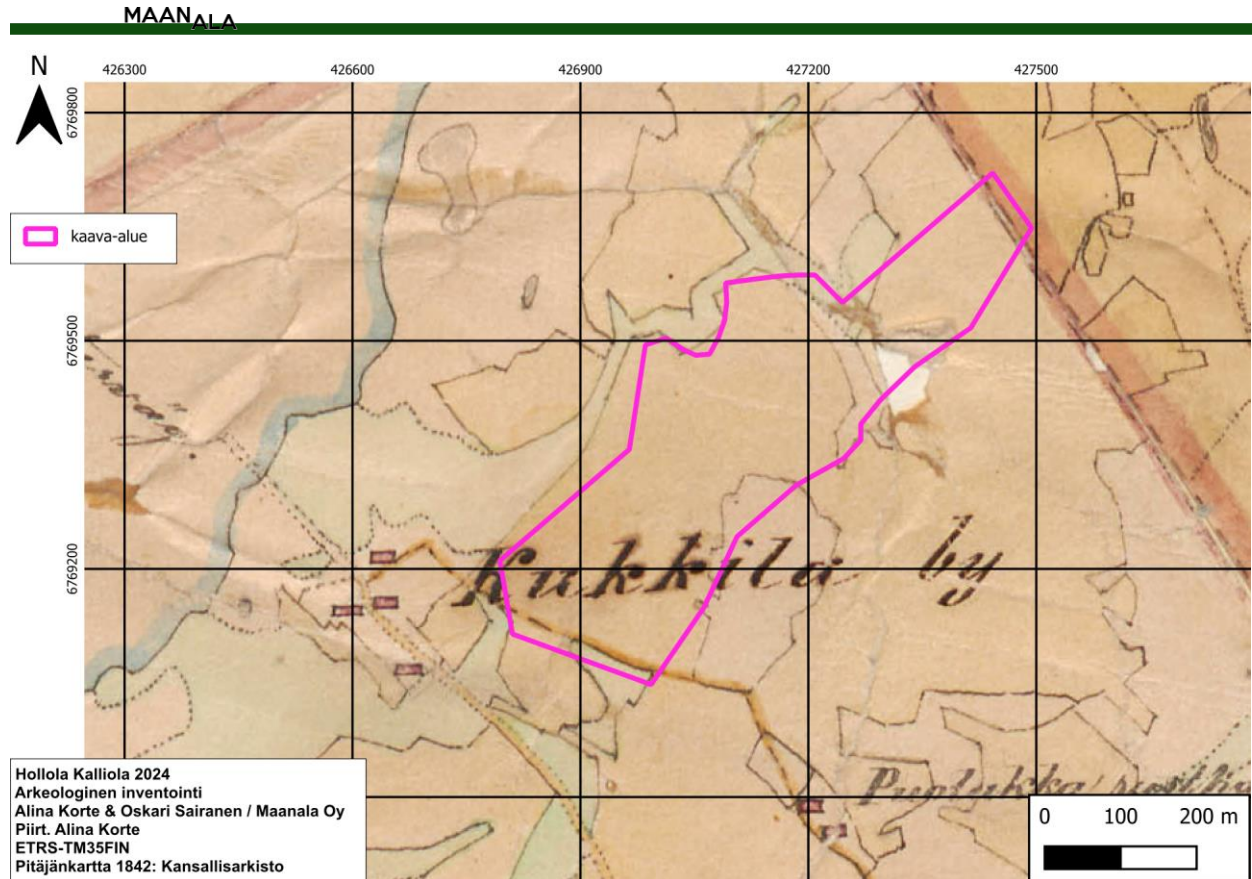 MAANALA
N
426300 426600 426900 427200 427500
6769800
kaava-alue
6769500
6769200
Kukkila by
Puolakka
Hollola Kalliola 2024
Arkeologinen inventointi
Alina Korte & Oskari Sairanen / Maanala Oy
Piirt. Alina Korte
ETRS-TM35FIN
Pitäjänkartta 1842: Kansallisarkisto
0 100 200 m